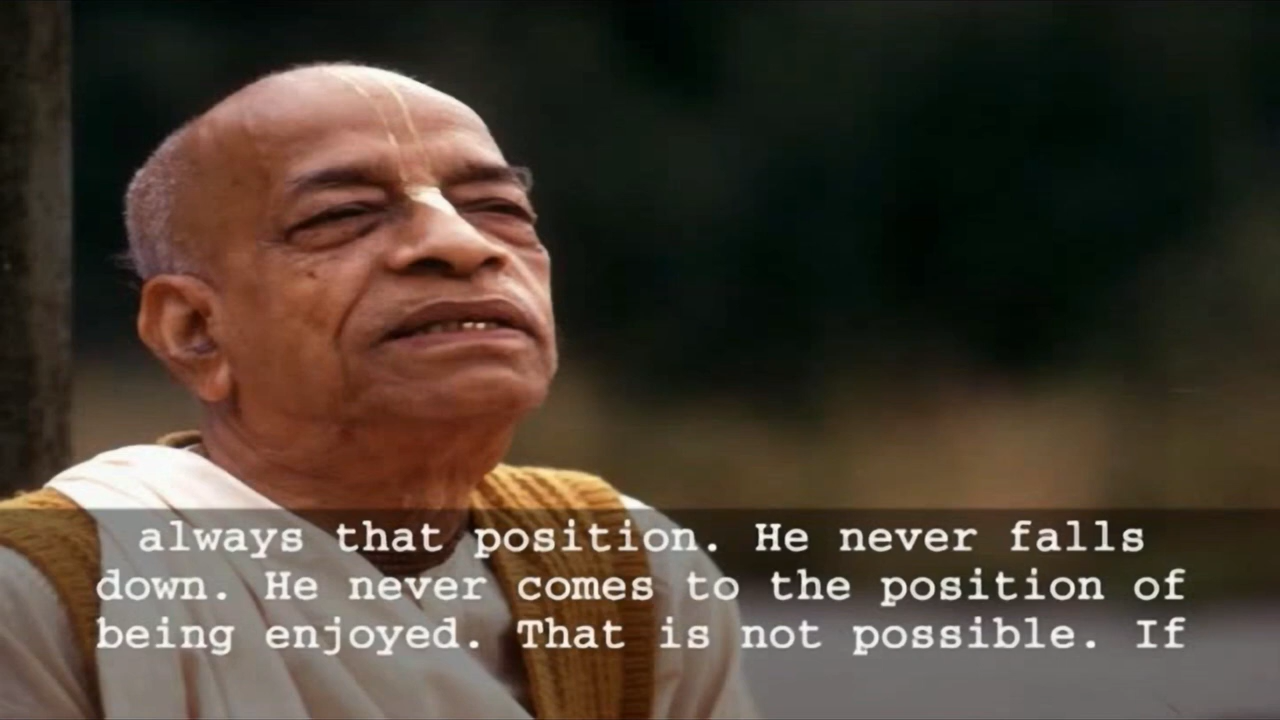 always that position. He never falls
down. He never comes to the position of
being enjoyed. That is not possible. If